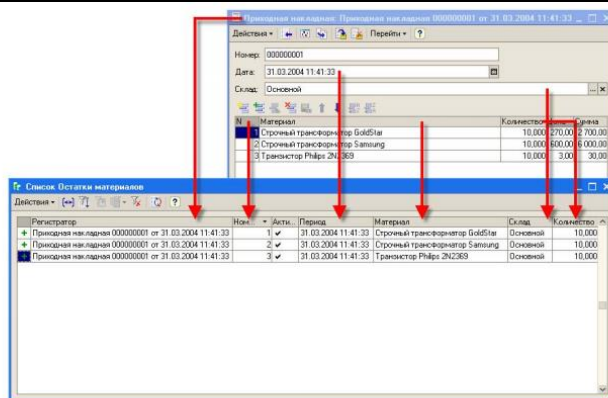 Приходная накладная: Приходная накладная 000000001 от 31.03.2004 11:41:33
Действия Перейти ?
Номер: 000000001
Дата: 31.03.2004 11:41:33
Склад: Основной
N Материал Количество Цена Сумма
1 Строчный трансформатор GoldStar 10,000 270,00 2 700,00
2 Строчный трансформатор Samsung 10,000 600,00 6 000,00
3 Транзистор Philips 2N2369 10,000 3,00 30,00
Список Остатки материалов
Действия ?
Регистратор Ном... Акти... Период Материал Склад Количество
Приходная накладная 000000001 от 31.03.2004 11:41:33 1 31.03.2004 11:41:33 Строчный трансформатор GoldStar Основной 10,000
Приходная накладная 000000001 от 31.03.2004 11:41:33 2 31.03.2004 11:41:33 Строчный трансформатор Samsung Основной 10,000
Приходная накладная 000000001 от 31.03.2004 11:41:33 3 31.03.2004 11:41:33 Транзистор Philips 2N2369 Основной 10,000